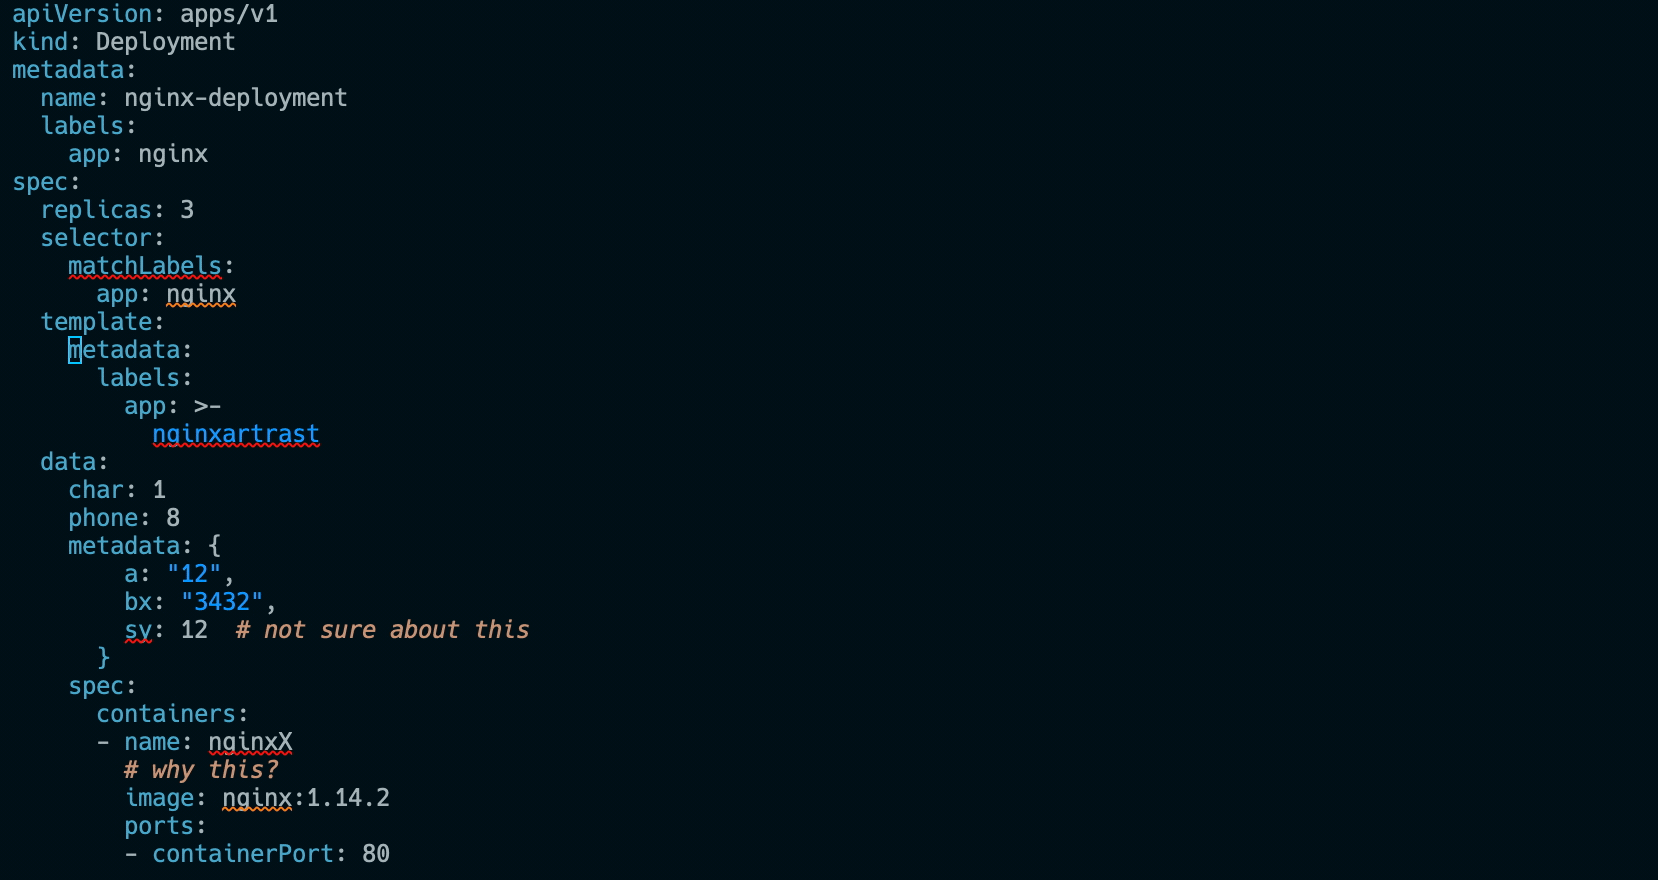 apiVersion: apps/v1
kind: Deployment
metadata:
  name: nginx-deployment
  labels:
    app: nginx
spec:
  replicas: 3
  selector:
    matchLabels:
      app: nginx
  template:
    metadata:
      labels:
        app: >-
          nginxartrast
  data:
    char: 1
    phone: 8
    metadata: {
        a: "12",
        bx: "3432",
        sy: 12  # not sure about this
      }
    spec:
      containers:
      - name: nginxX
        # why this?
        image: nginx:1.14.2
        ports:
        - containerPort: 80